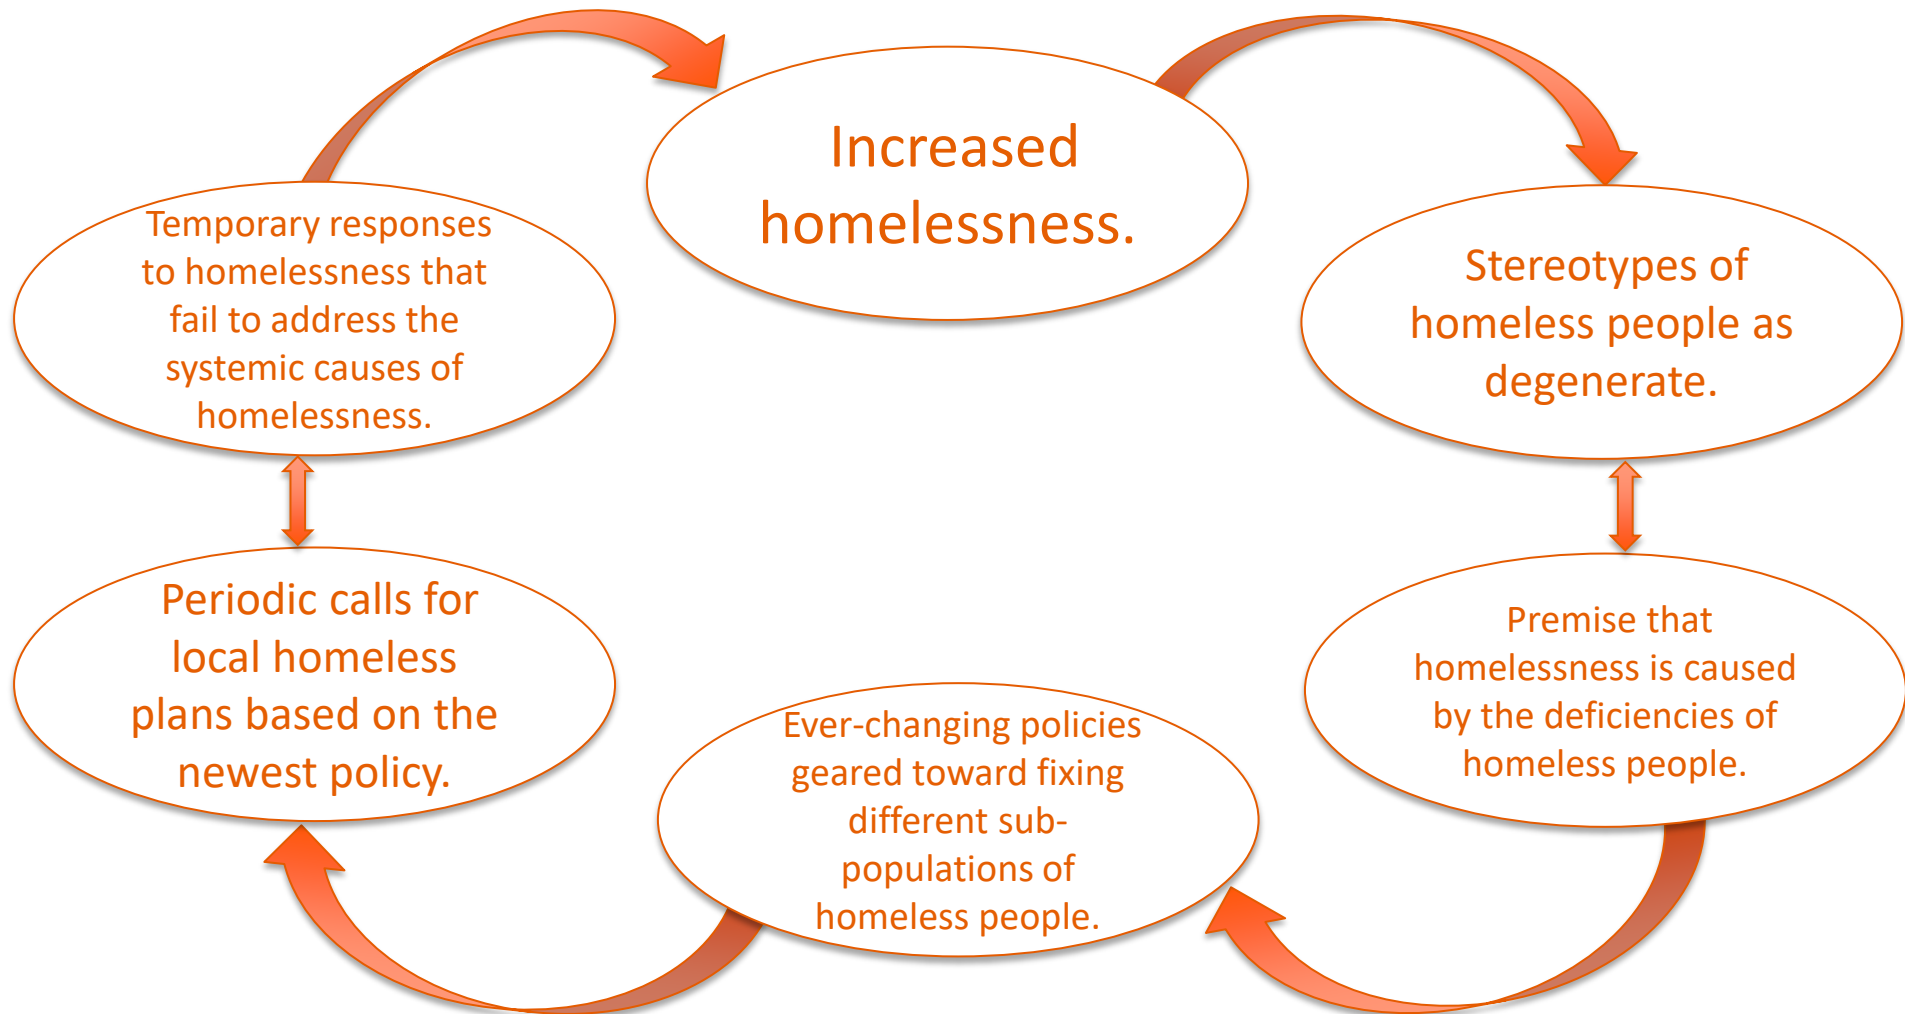 Increased
homelessness.
Stereotypes of
homeless people as
degenerate.
Premise that
homelessness is caused
by the deficiencies of
homeless people.
Ever-changing policies
geared toward fixing
different sub-
populations of
homeless people.
Periodic calls for
local homeless
plans based on the
newest policy.
Temporary responses
to homelessness that
fail to address the
systemic causes of
homelessness.